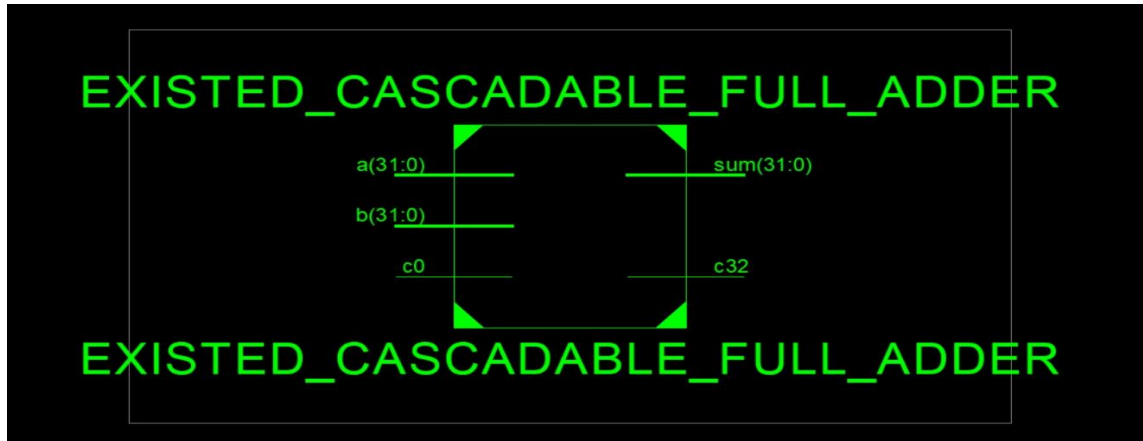 EXISTED_CASCADABLE_FULL_ADDER
a(31:0) sum(31:0)
b(31:0)
c0 c32
EXISTED_CASCADABLE_FULL_ADDER